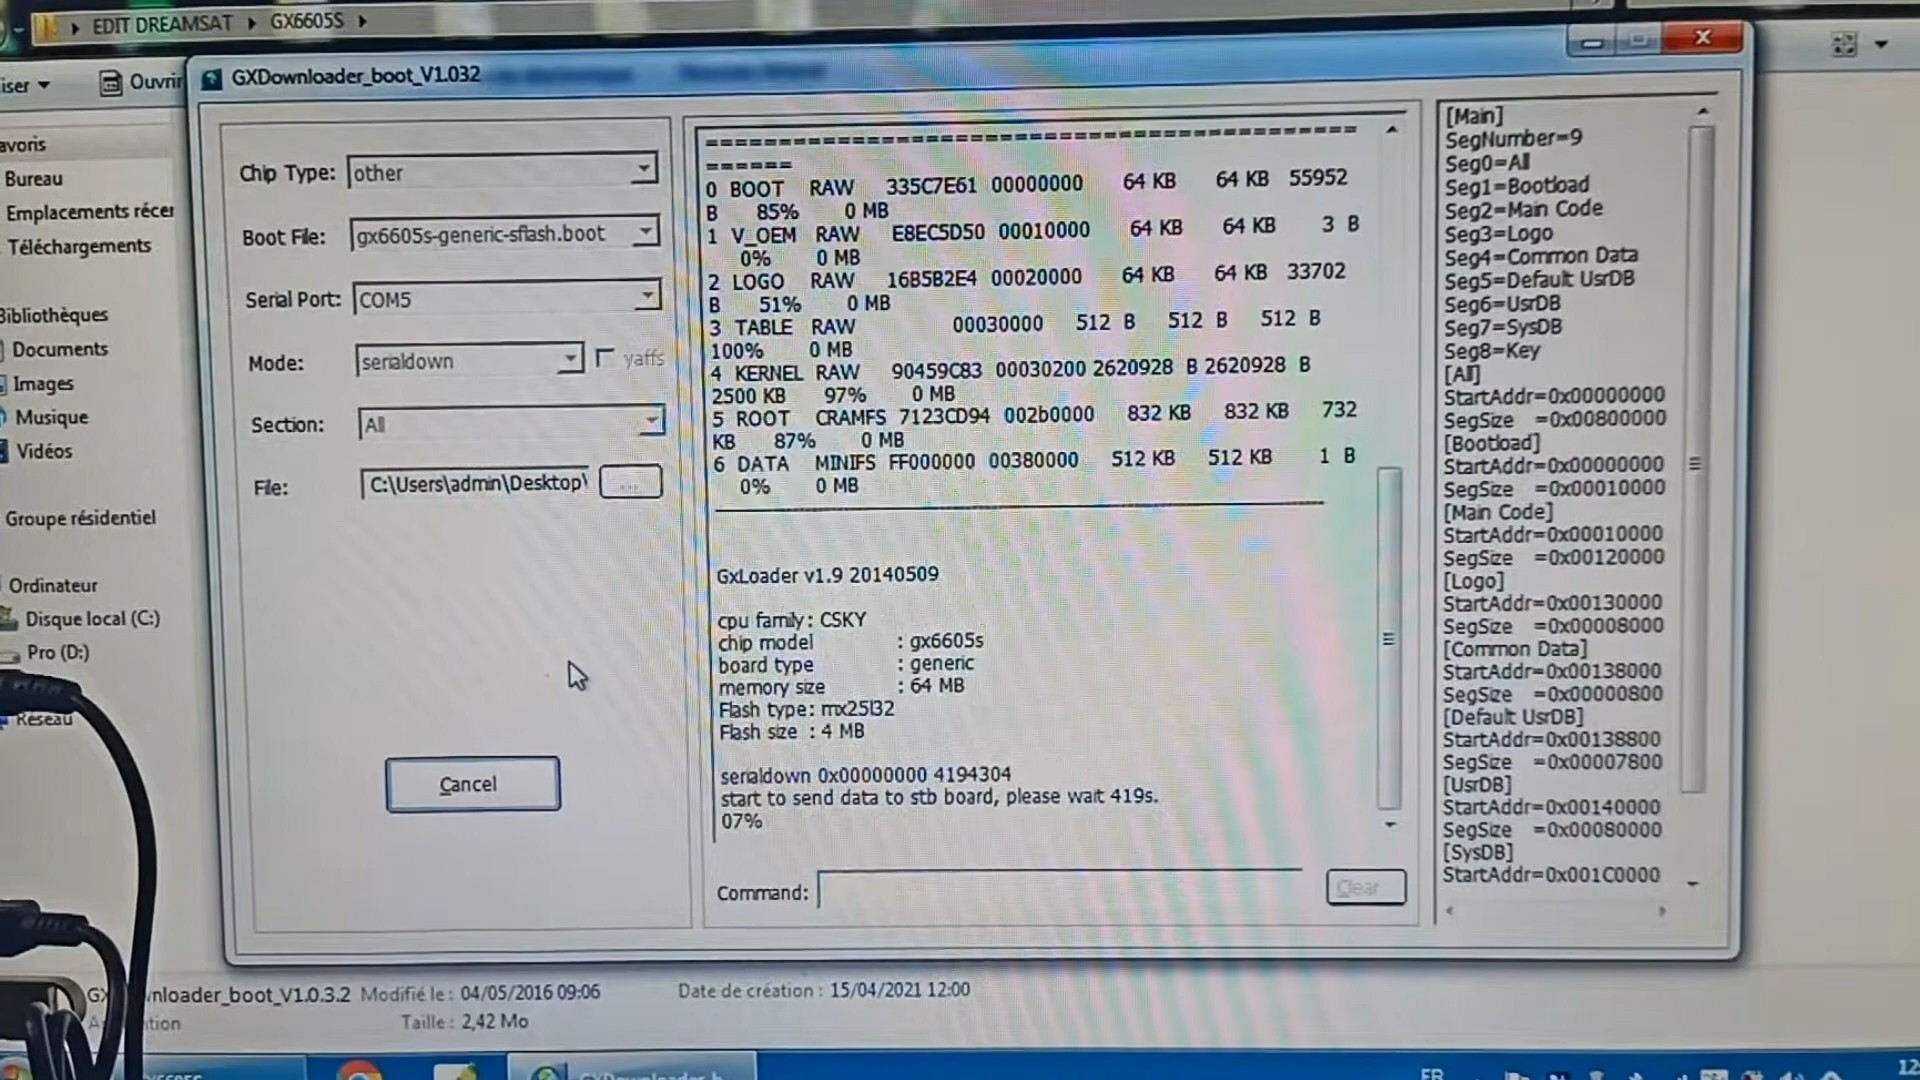 EDIT DREAMSAT
GX6605S
iser
Ouvrir
GXDownloader_boot_V1.032
avoris
Bureau
Emplacements récer
Téléchargements
Bibliothèques
Documents
Images
Musique
Vidéos
Groupe résidentiel
Ordinateur
Disque local (C:)
Pro (D:)
Réseau
Chip Type: other
Boot File: gx6605s-generic-sflash.boot
Serial Port: COM5
Mode: serialdown yaffs
Section: All
File: C:\Users\admin\Desktop\ ...
Cancel
=================================================
======
0 BOOT RAW 335C7E61 00000000 64 KB 64 KB 55952
B 85% 0 MB
1 V_OEM RAW E8EC5D50 00010000 64 KB 64 KB 3 B
0% 0 MB
2 LOGO RAW 16B5B2E4 00020000 64 KB 64 KB 33702
B 51% 0 MB
3 TABLE RAW 00030000 512 B 512 B 512 B
100% 0 MB
4 KERNEL RAW 90459C83 00030200 2620928 B 2620928 B
2500 KB 97% 0 MB
5 ROOT CRAMFS 7123CD94 002b0000 832 KB 832 KB 732
KB 87% 0 MB
6 DATA MINIFS FF000000 00380000 512 KB 512 KB 1 B
0% 0 MB
GxLoader v1.9 20140509
cpu family: CSKY
chip model : gx6605s
board type : generic
memory size : 64 MB
Flash type: mx25l32
Flash size : 4 MB
serialdown 0x00000000 4194304
start to send data to stb board, please wait 419s.
07%
Command:
Clear
[Main]
SegNumber=9
Seg0=All
Seg1=Bootload
Seg2=Main Code
Seg3=Logo
Seg4=Common Data
Seg5=Default UsrDB
Seg6=UsrDB
Seg7=SysDB
Seg8=Key
[All]
StartAddr=0x00000000
SegSize =0x00800000
[Bootload]
StartAddr=0x00000000
SegSize =0x00010000
[Main Code]
StartAddr=0x00010000
SegSize =0x00120000
[Logo]
StartAddr=0x00130000
SegSize =0x00008000
[Common Data]
StartAddr=0x00138000
SegSize =0x00000800
[Default UsrDB]
StartAddr=0x00138800
SegSize =0x00007800
[UsrDB]
StartAddr=0x00140000
SegSize =0x00080000
[SysDB]
StartAddr=0x001C0000
nloader_boot_V1.0.3.2 Modifié le : 04/05/2016 09:06 Date de création : 15/04/2021 12:00
Taille : 2,42 Mo
FR
12